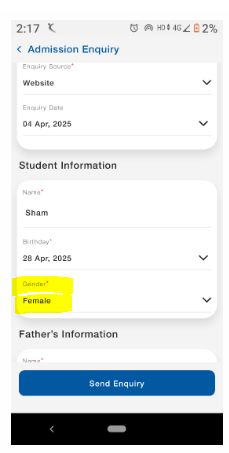 2:17 HD 4G 2%
< Admission Enquiry
Enquiry Source*
Website
Enquiry Date
04 Apr, 2025
Student Information
Name*
Sham
Birthday*
28 Apr, 2025
Gender*
Female
Father's Information
Name*
Send Enquiry